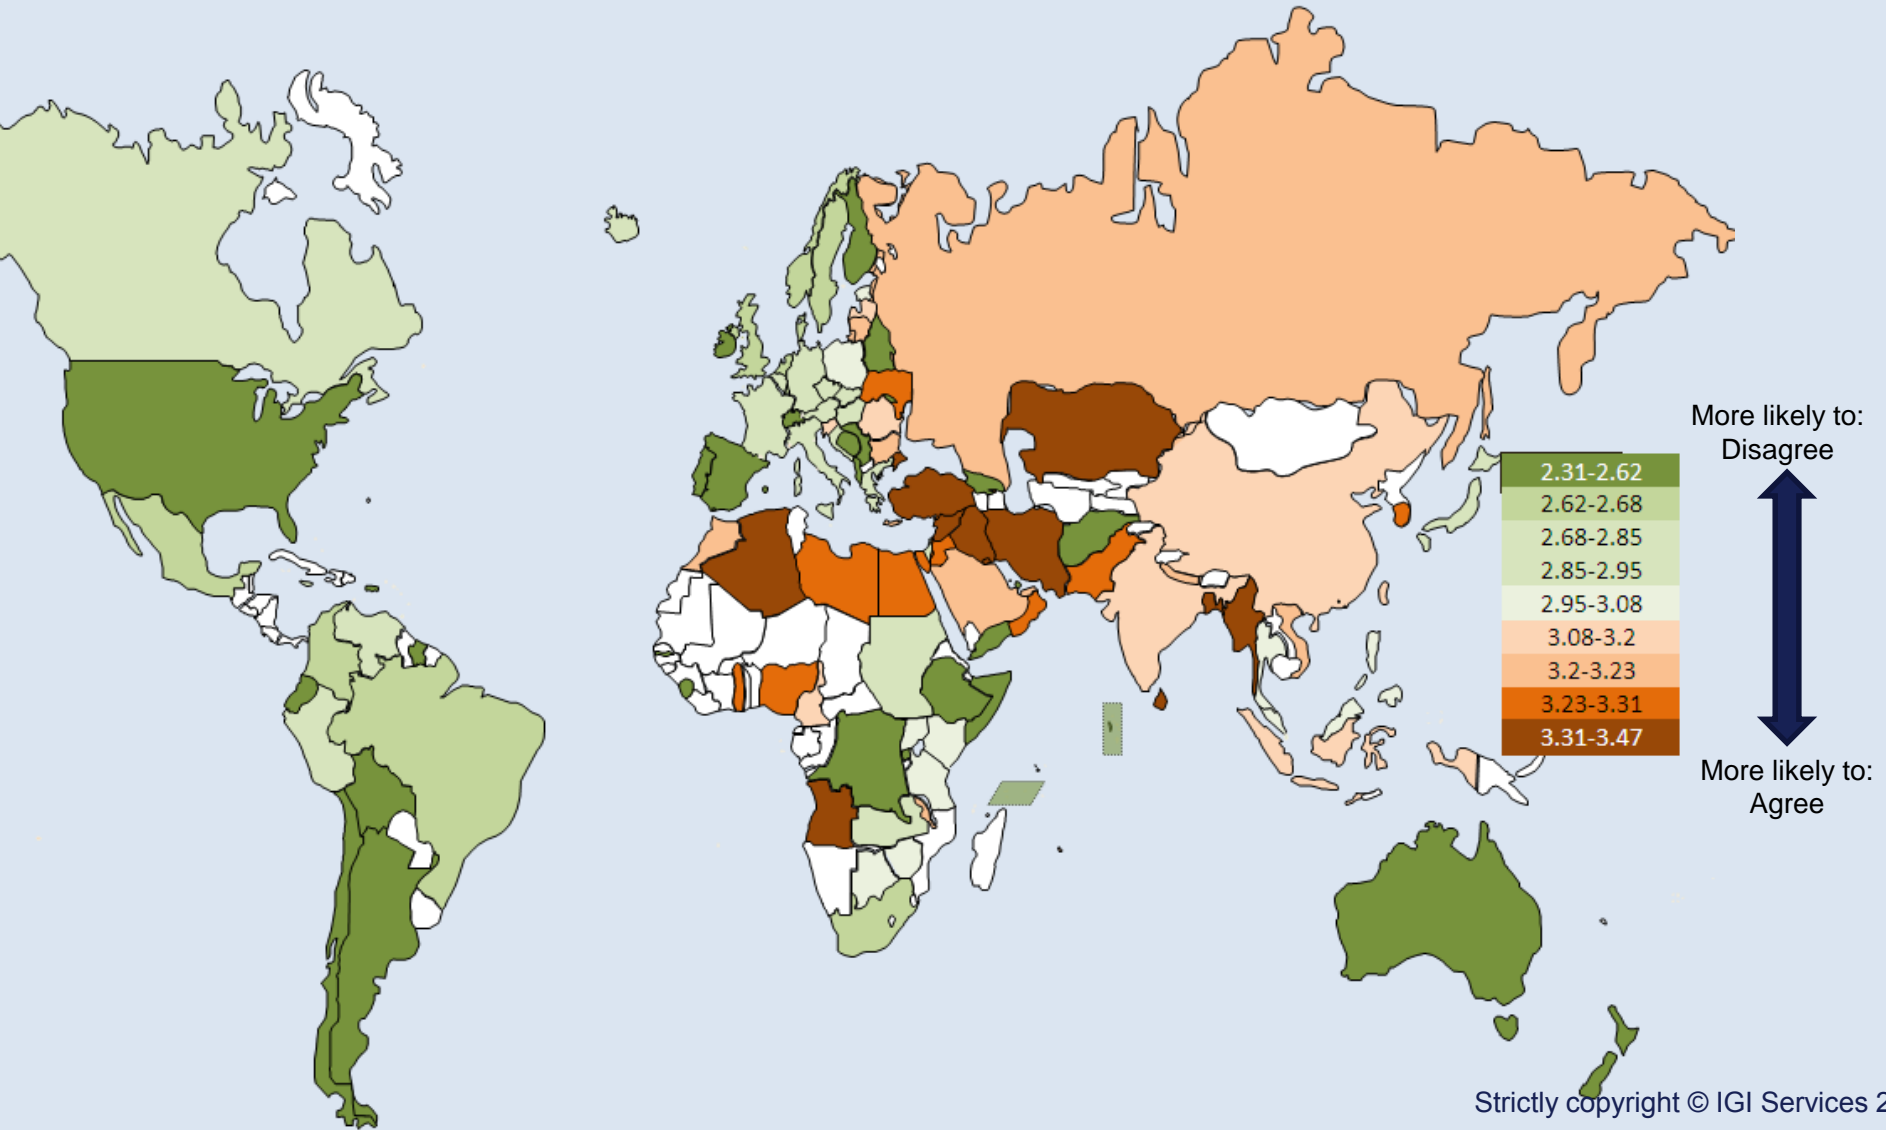 More likely to:
Disagree
2.31-2.62
2.62-2.68
2.68-2.85
2.85-2.95
2.95-3.08
3.08-3.2
3.2-3.23
3.23-3.31
3.31-3.47
More likely to:
Agree
Strictly copyright © IGI Services 2